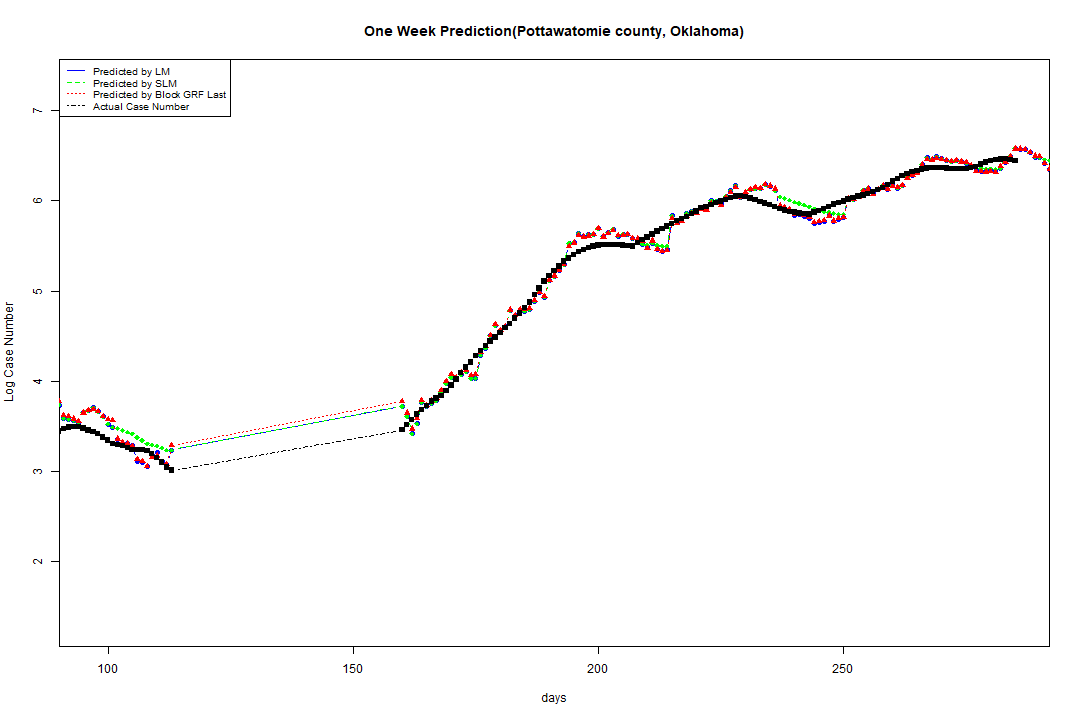 One Week Prediction(Pottawatomie county, Oklahoma)
Predicted by LM
Predicted by SLM
Predicted by Block GRF Last
Actual Case Number
7
6
5
4
3
2
Log Case Number
100
150
200
250
days